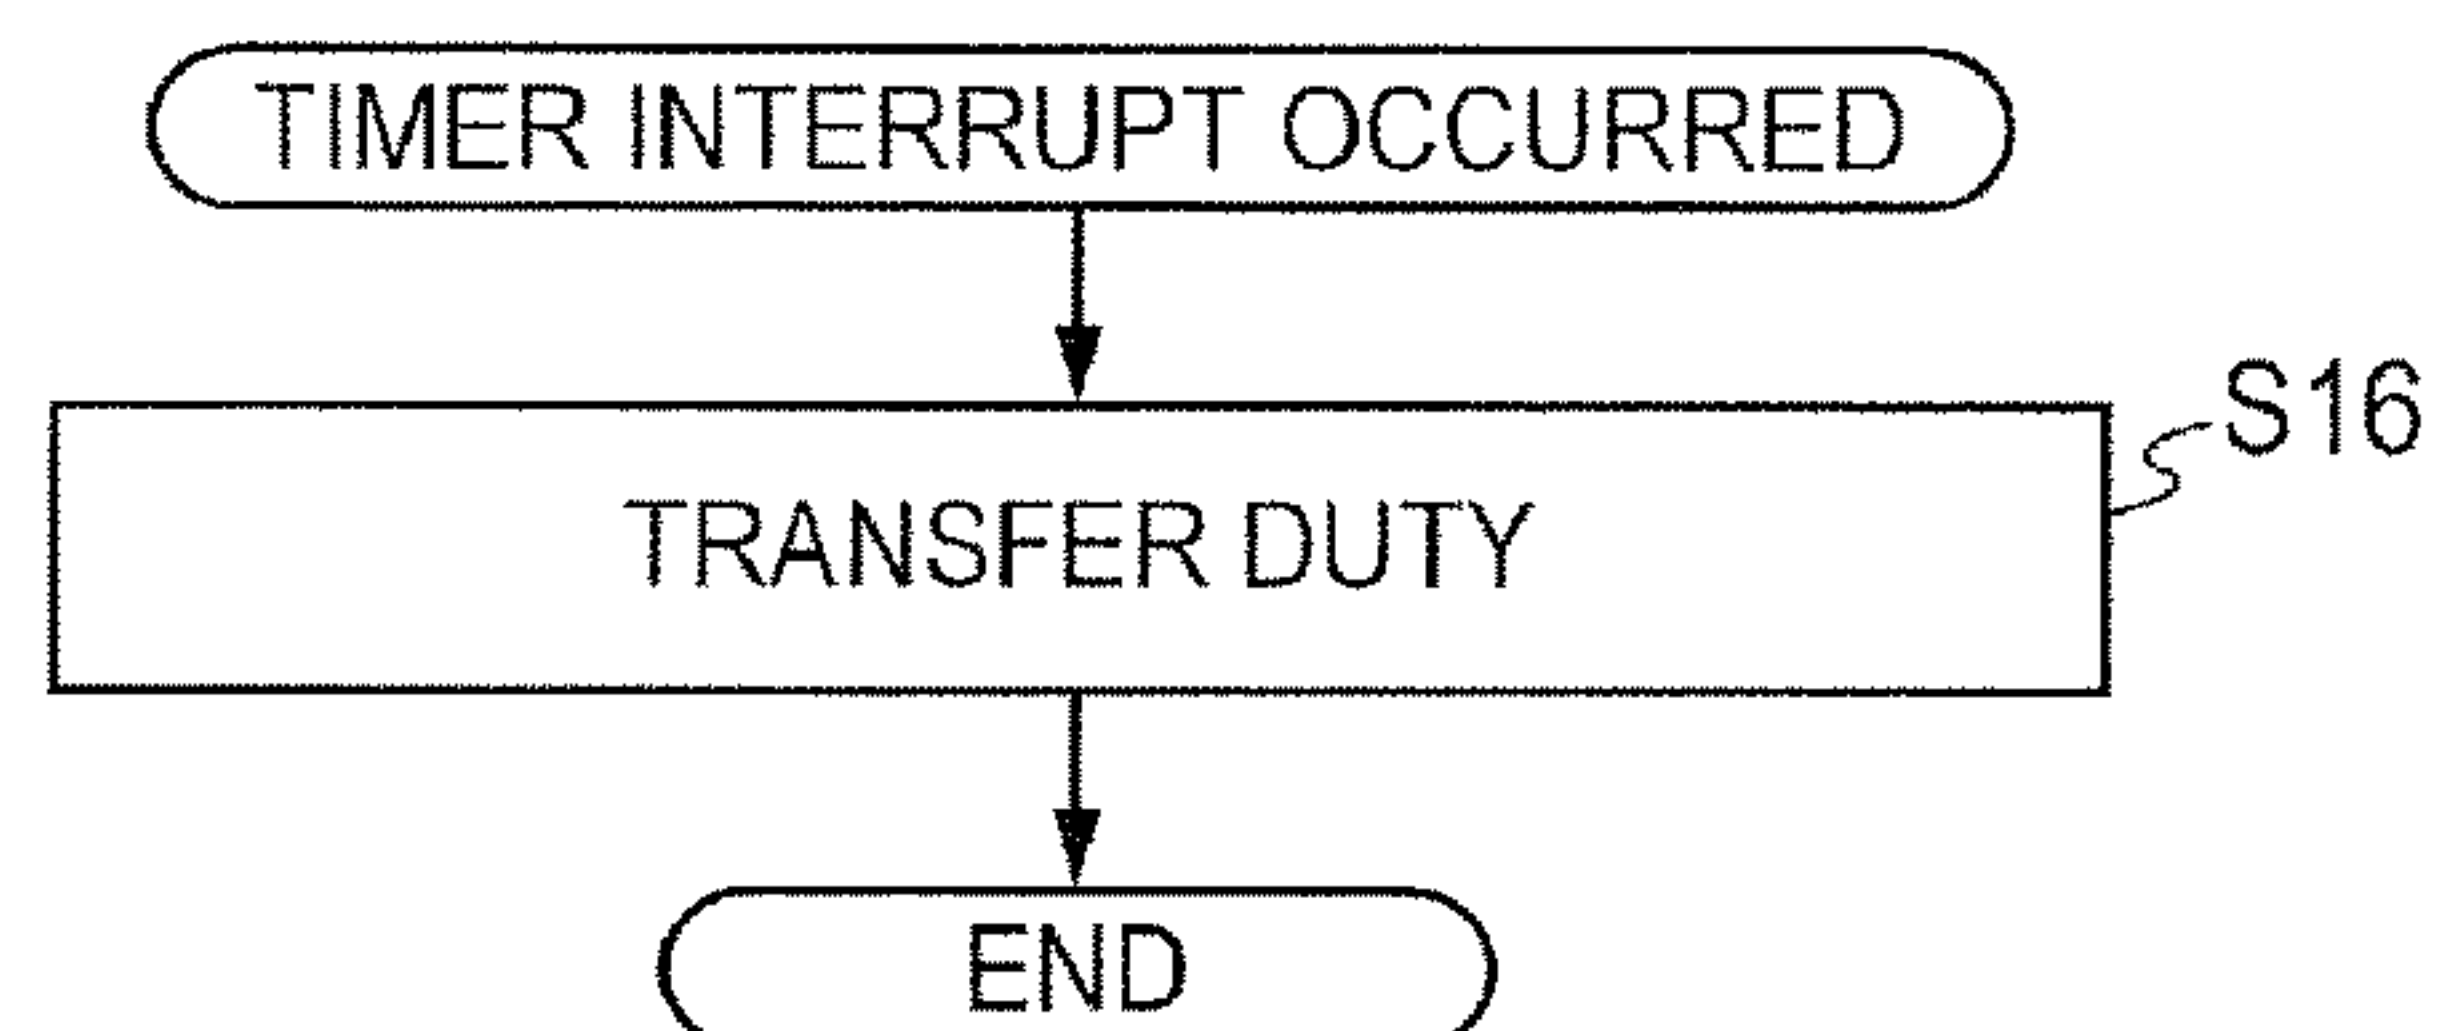 TIMER INTERRUPT OCCURRED
S16
TRANSFER DUTY
END